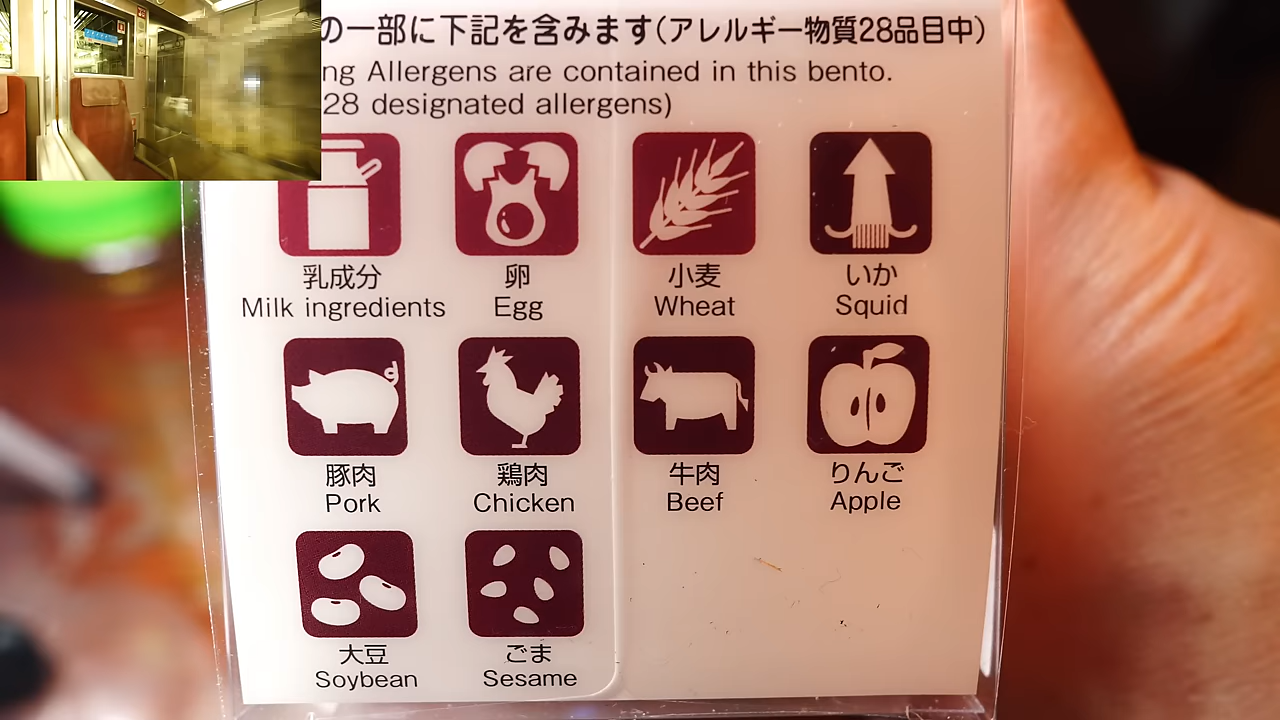 の一部に下記を含みます(アレルギー物質28品目中)
ng Allergens are contained in this bento.
28 designated allergens)
乳成分 卵 小麦 いか
Milk ingredients Egg Wheat Squid
豚肉 鶏肉 牛肉 りんご
Pork Chicken Beef Apple
大豆 ごま
Soybean Sesame